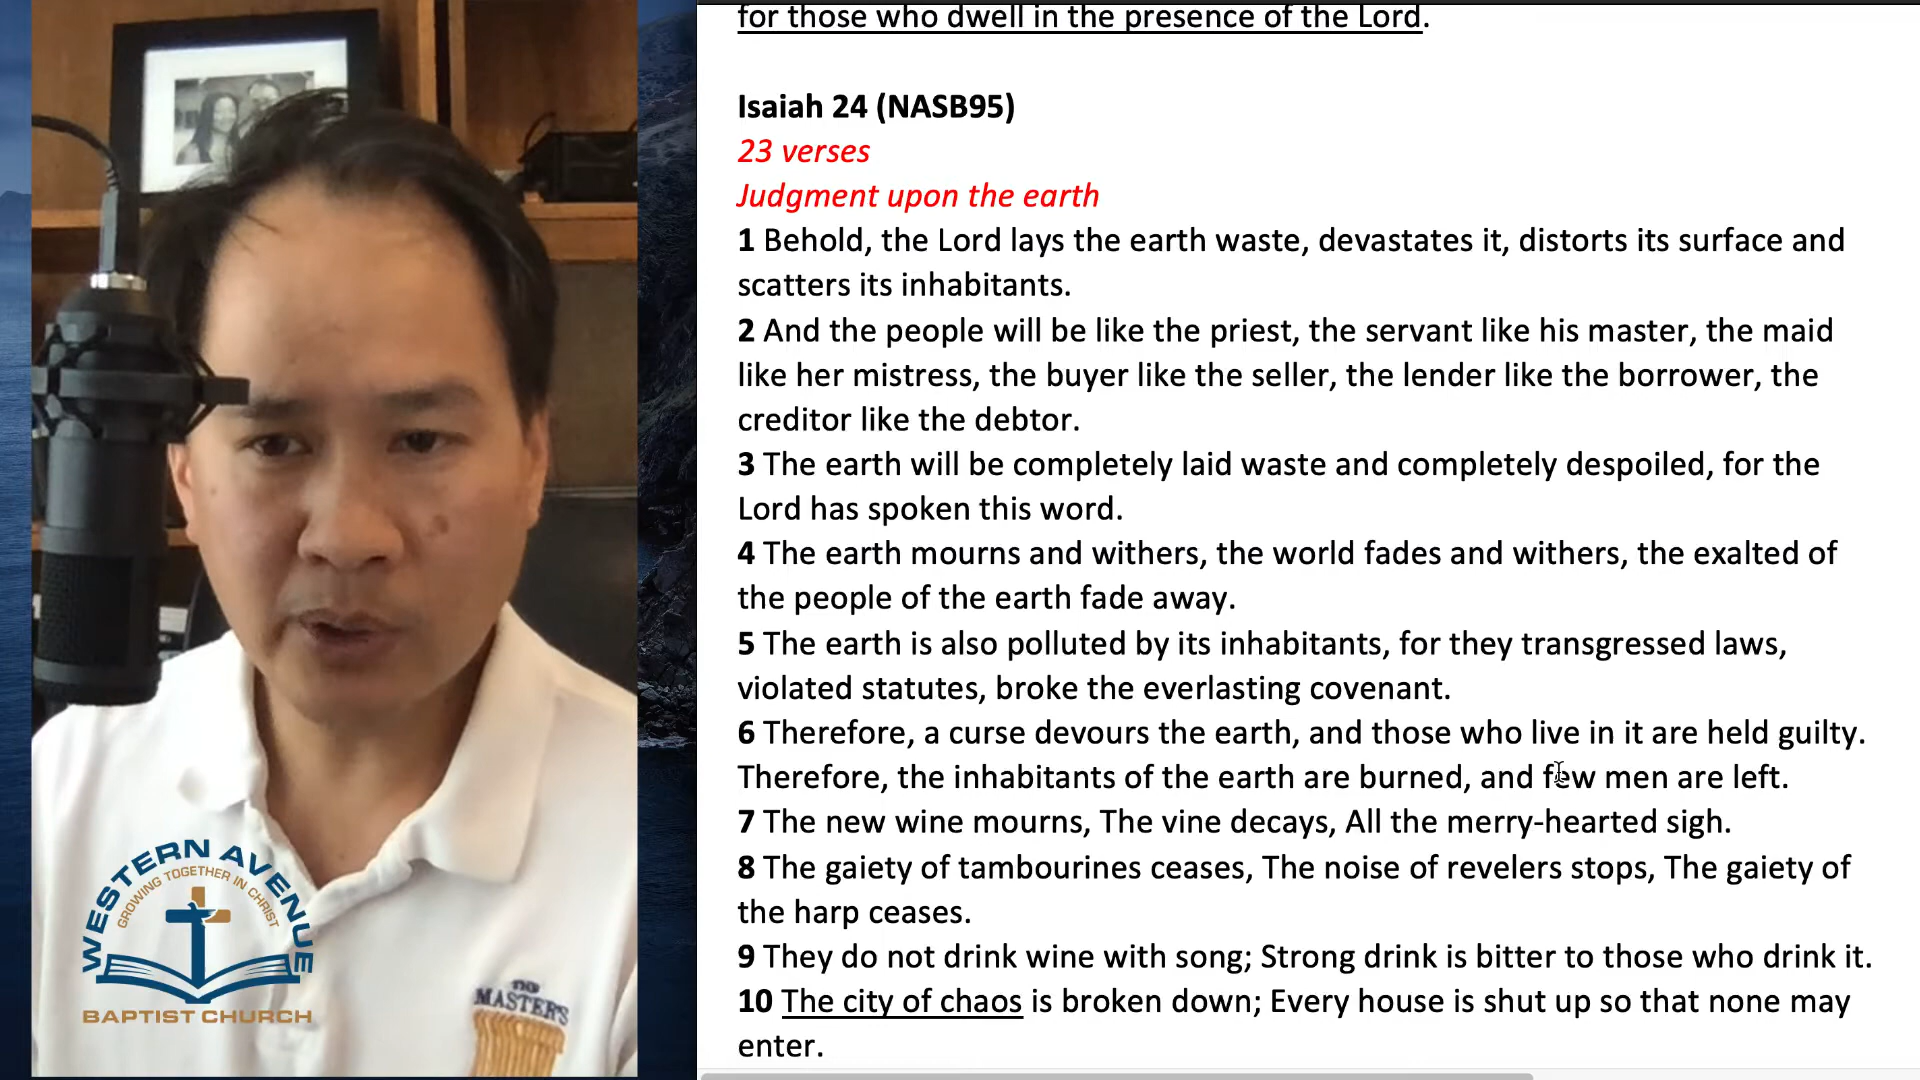 for those who dwell in the presence of the Lord.
Isaiah 24 (NASB95)
23 verses
Judgment upon the earth
1 Behold, the Lord lays the earth waste, devastates it, distorts its surface and
scatters its inhabitants.
2 And the people will be like the priest, the servant like his master, the maid
like her mistress, the buyer like the seller, the lender like the borrower, the
creditor like the debtor.
3 The earth will be completely laid waste and completely despoiled, for the
Lord has spoken this word.
4 The earth mourns and withers, the world fades and withers, the exalted of
the people of the earth fade away.
5 The earth is also polluted by its inhabitants, for they transgressed laws,
violated statutes, broke the everlasting covenant.
6 Therefore, a curse devours the earth, and those who live in it are held guilty.
Therefore, the inhabitants of the earth are burned, and few men are left.
7 The new wine mourns, The vine decays, All the merry-hearted sigh.
8 The gaiety of tambourines ceases, The noise of revelers stops, The gaiety of
the harp ceases.
9 They do not drink wine with song; Strong drink is bitter to those who drink it.
10 The city of chaos is broken down; Every house is shut up so that none may
enter.
WESTERN AVENUE
GROWING TOGETHER IN CHRIST
BAPTIST CHURCH
THE
MASTER'S